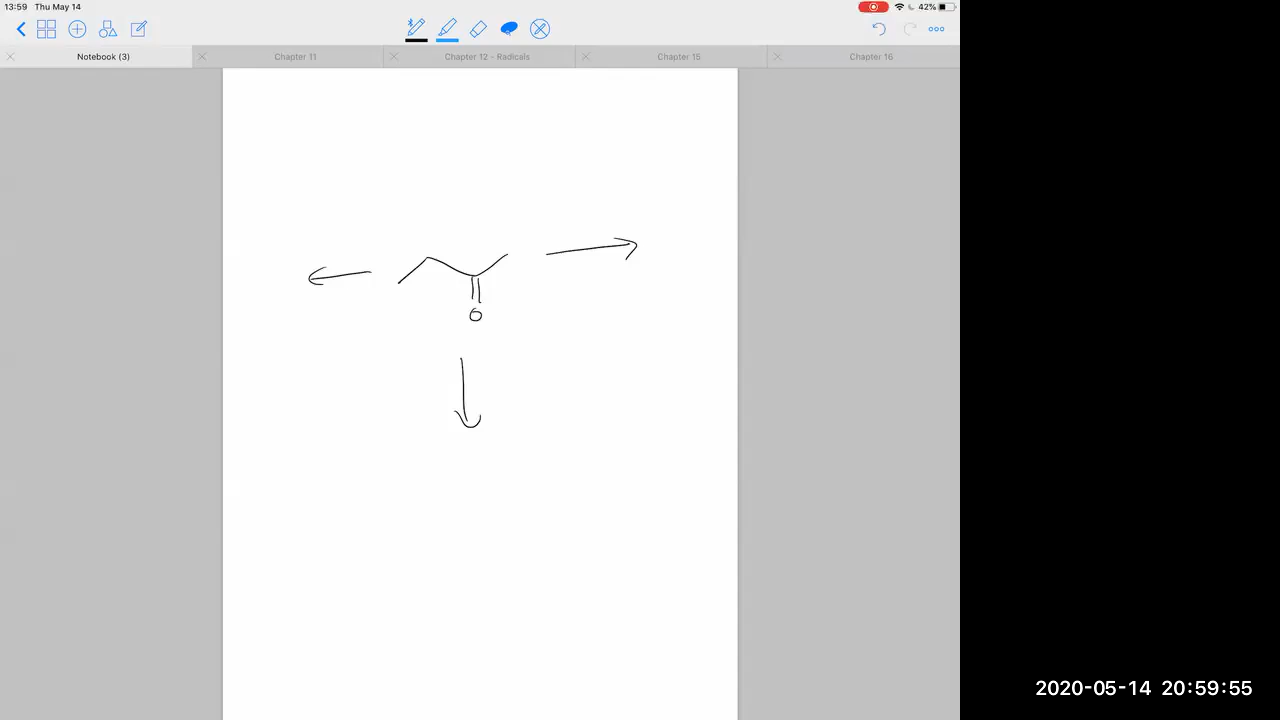 13:59 Thu May 14
42%
Notebook (3)
Chapter 11
Chapter 12 - Radicals
Chapter 15
Chapter 16
O
2020-05-14 20:59:55